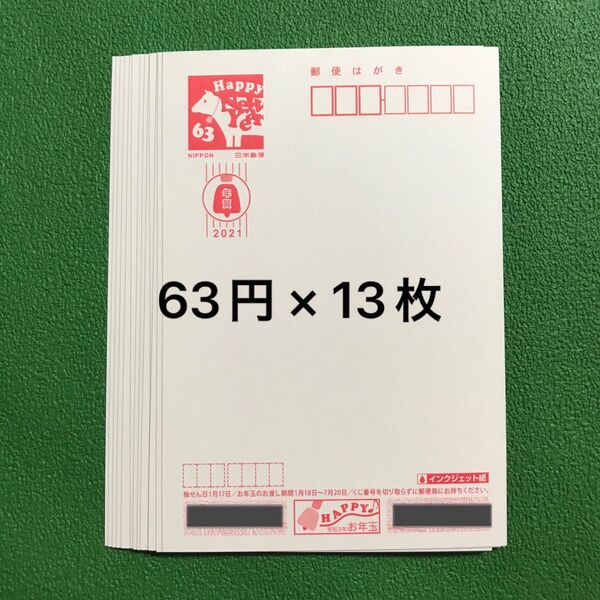 郵便はがき
Happy
New
Year
63
NIPPON 日本郵便
年賀
2021
63円×13枚
インクジェット紙
抽せん日1月17日/お年玉のお渡し期間1月18日~7月20日/くじ番号を切り取らずに郵便局にお持ちください。
HAPPY
令和3年 お年玉